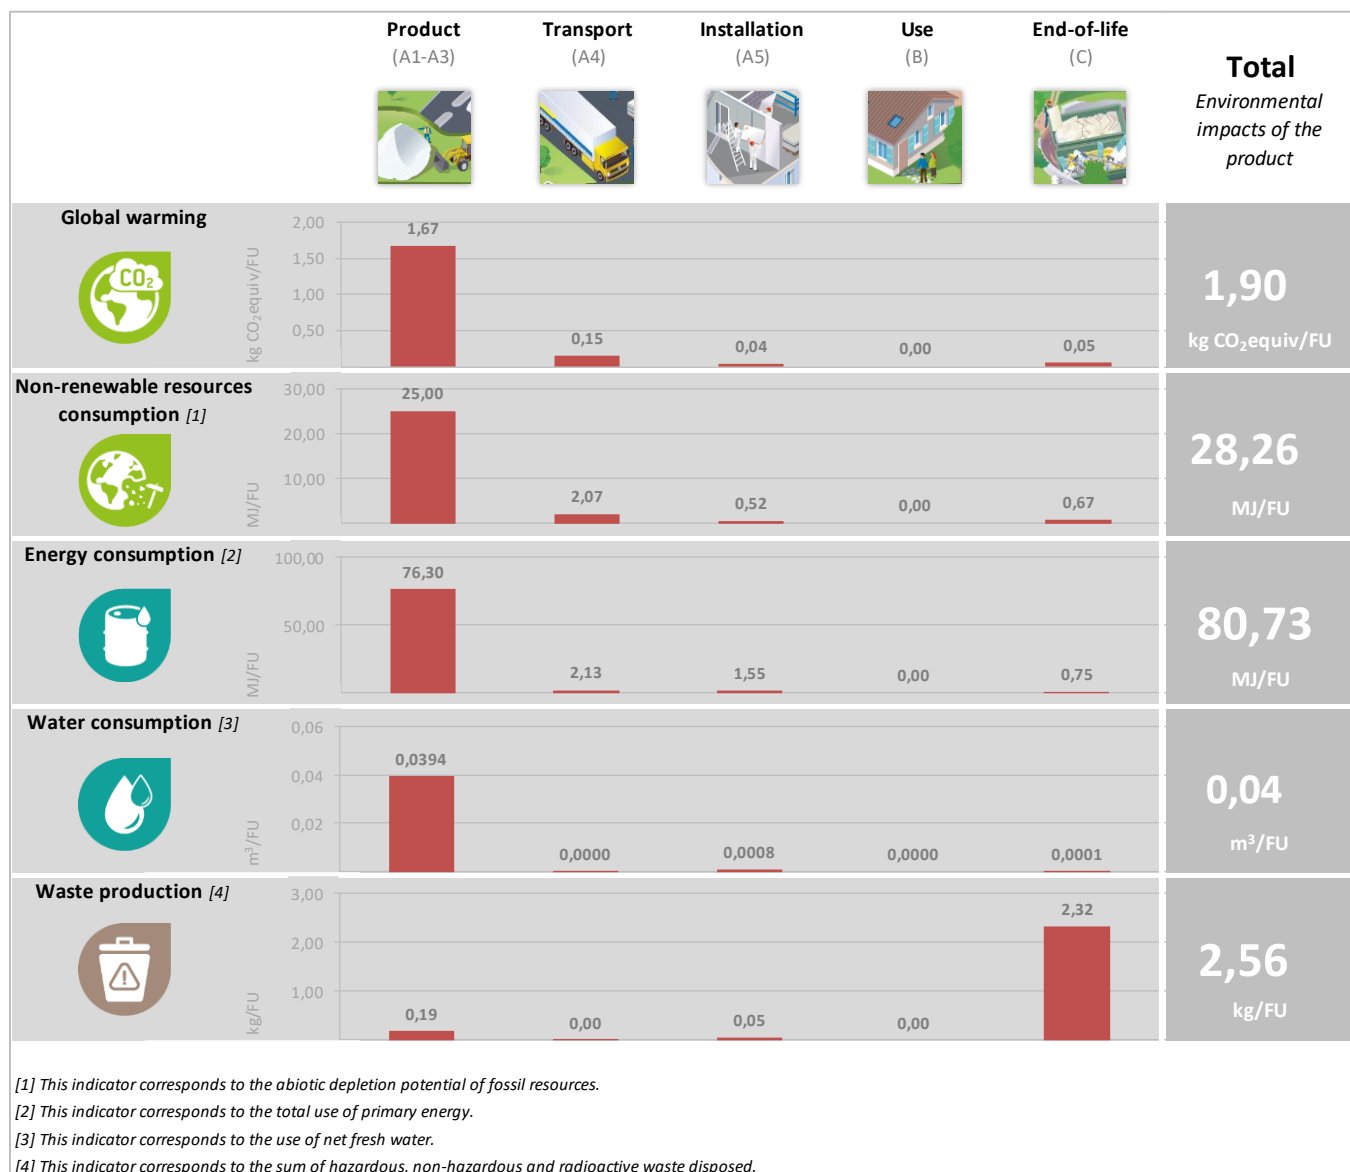 Product
(A1-A3)
Transport
(A4)
Installation
(A5)
Use
(B)
End-of-life
(C)
Total
Environmental
impacts of the
product
Global warming
CO2
kg CO2equiv/FU
2,00
1,50
1,00
0,50
1,67
0,15
0,04
0,00
0,05
1,90
kg CO2equiv/FU
Non-renewable resources
consumption [1]
MJ/FU
30,00
20,00
10,00
25,00
2,07
0,52
0,00
0,67
28,26
MJ/FU
Energy consumption [2]
MJ/FU
100,00
50,00
76,30
2,13
1,55
0,00
0,75
80,73
MJ/FU
Water consumption [3]
m³/FU
0,06
0,04
0,02
0,0394
0,0000
0,0008
0,0000
0,0001
0,04
m³/FU
Waste production [4]
kg/FU
3,00
2,00
1,00
0,19
0,00
0,05
0,00
2,32
2,56
kg/FU
[1] This indicator corresponds to the abiotic depletion potential of fossil resources.
[2] This indicator corresponds to the total use of primary energy.
[3] This indicator corresponds to the use of net fresh water.
[4] This indicator corresponds to the sum of hazardous, non-hazardous and radioactive waste disposed.